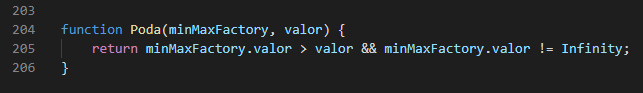 203
204 function Poda(minMaxFactory, valor) {
205 return minMaxFactory.valor > valor && minMaxFactory.valor != Infinity;
206 }